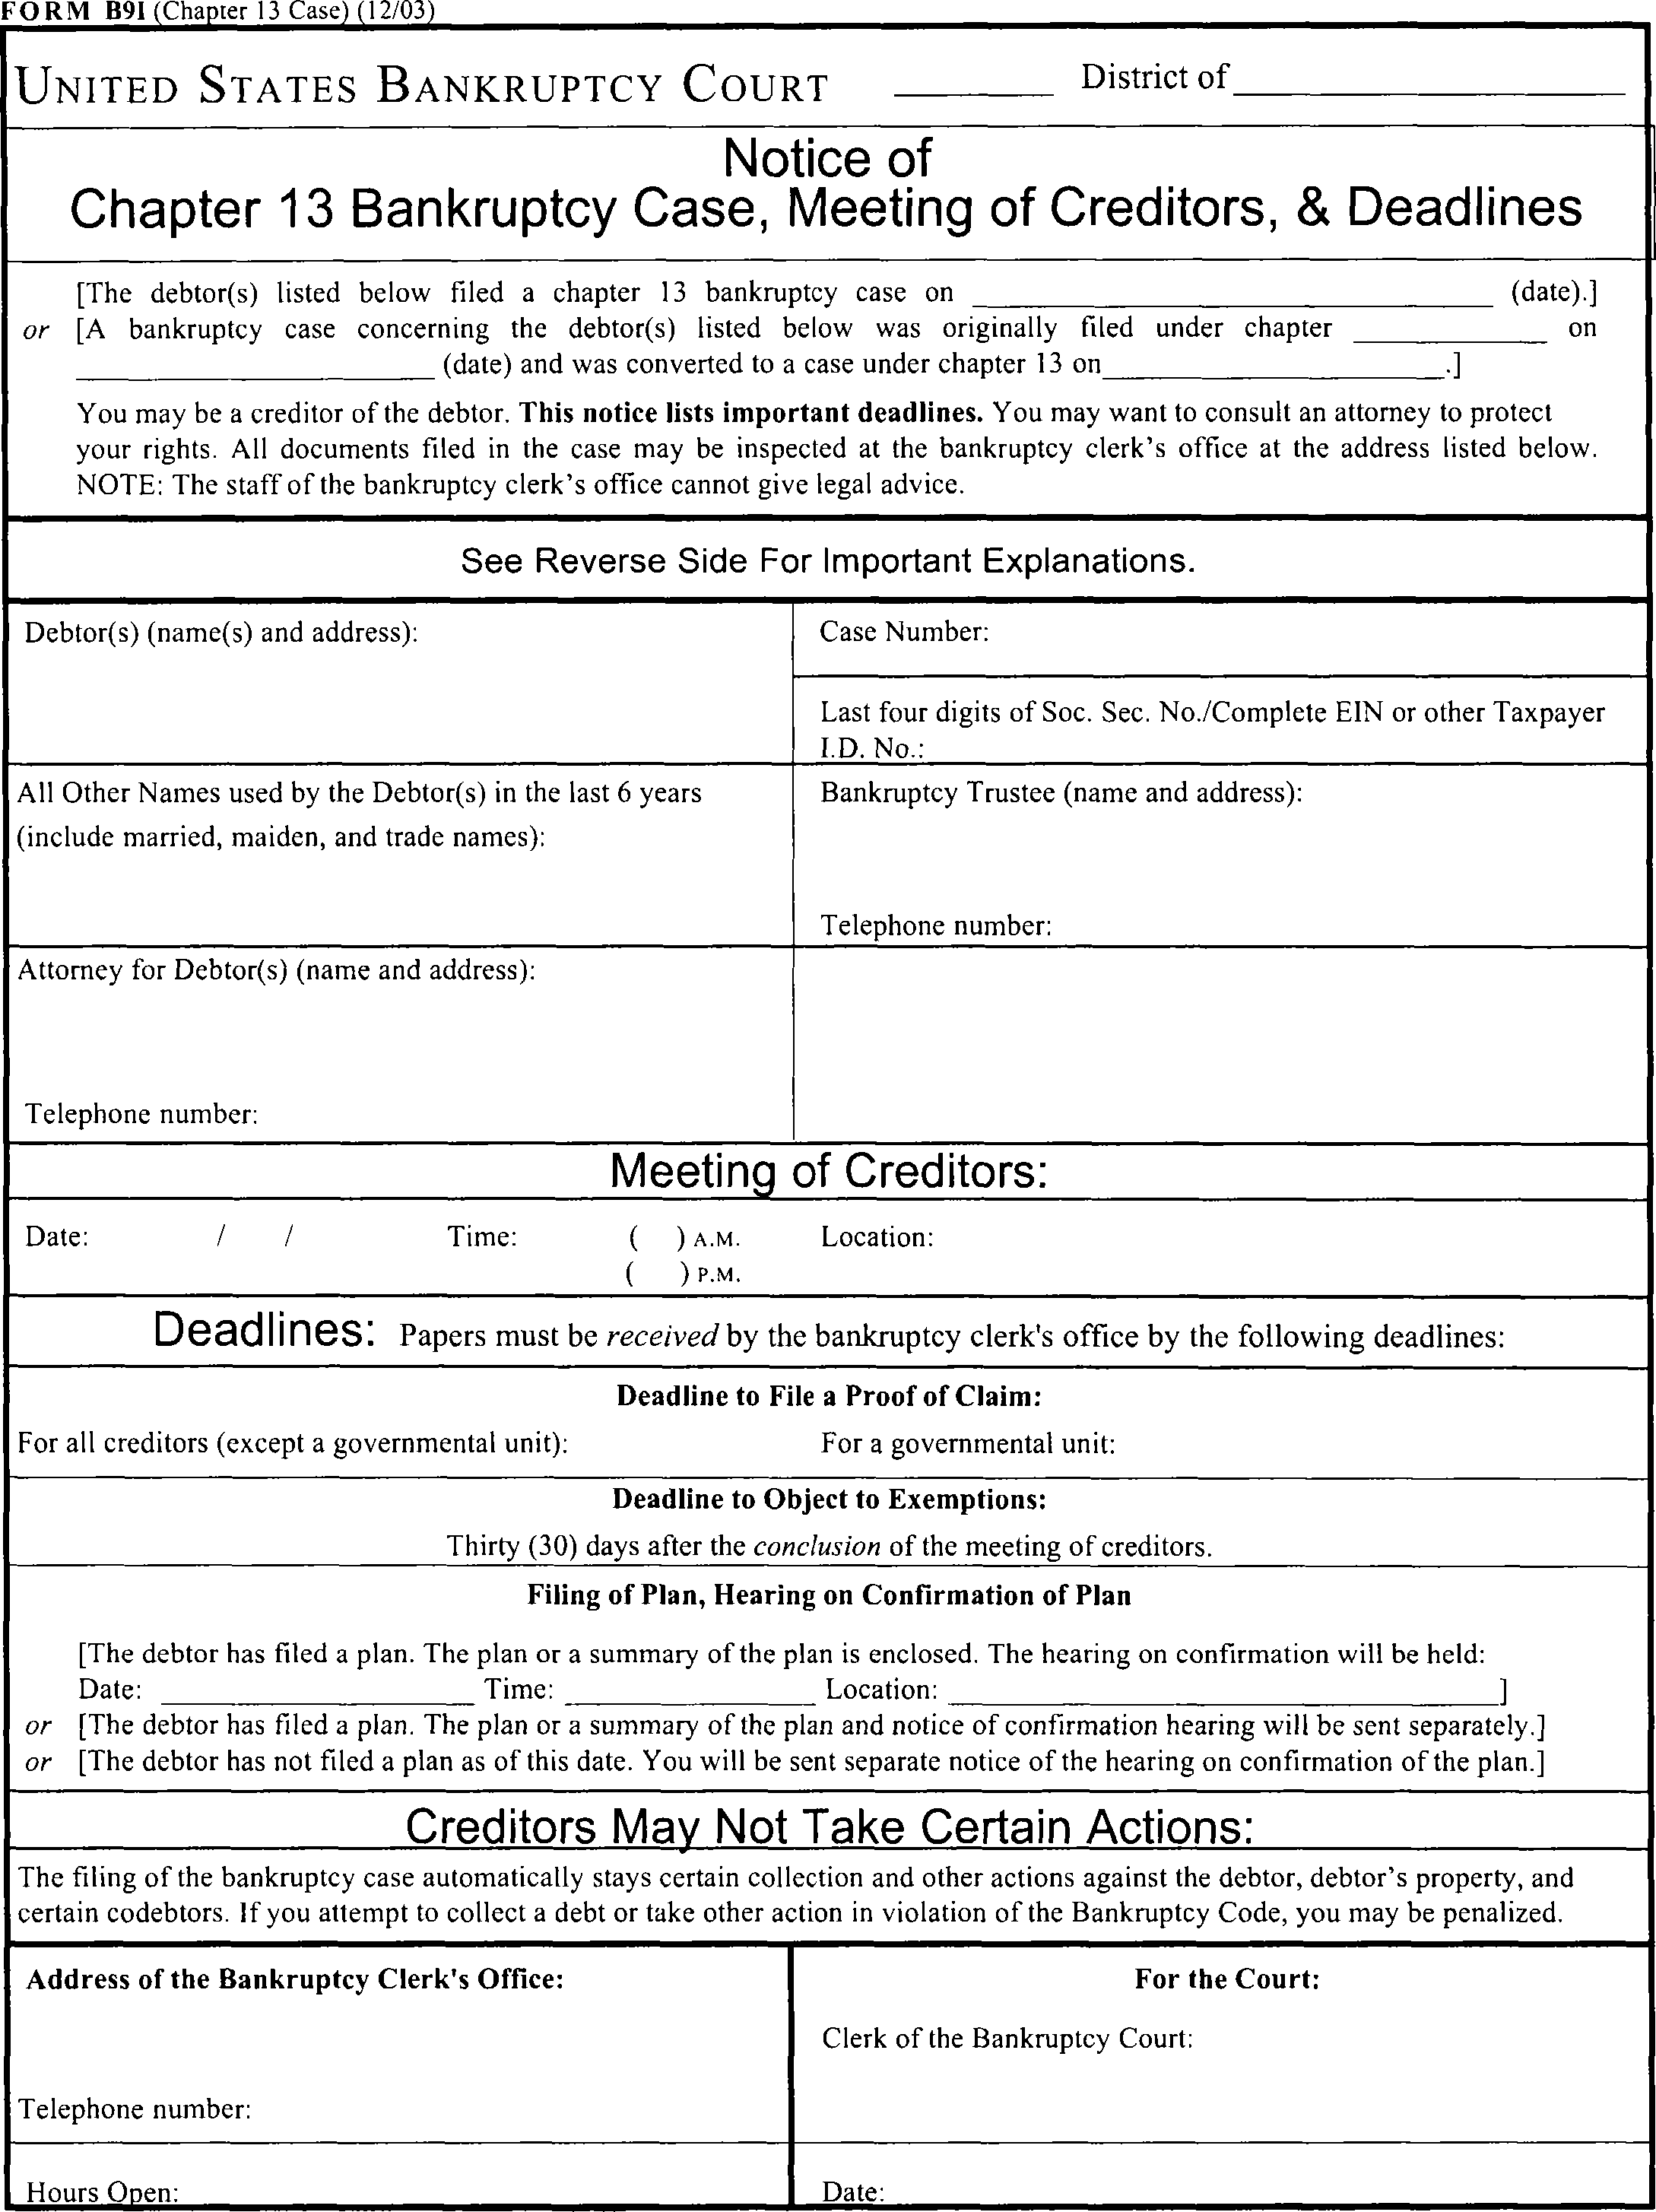 FORM B9I (Chapter 13 Case) (12/03)
UNITED STATES BANKRUPTCY COURT ________ District of ____________________
Notice of
Chapter 13 Bankruptcy Case, Meeting of Creditors, & Deadlines
[The debtor(s) listed below filed a chapter 13 bankruptcy case on ____________________ (date).]
or [A bankruptcy case concerning the debtor(s) listed below was originally filed under chapter __________ on
____________________ (date) and was converted to a case under chapter 13 on____________________.]
You may be a creditor of the debtor. This notice lists important deadlines. You may want to consult an attorney to protect
your rights. All documents filed in the case may be inspected at the bankruptcy clerk's office at the address listed below.
NOTE: The staff of the bankruptcy clerk's office cannot give legal advice.
See Reverse Side For Important Explanations.
Debtor(s) (name(s) and address):
Case Number:
Last four digits of Soc. Sec. No./Complete EIN or other Taxpayer
I.D. No.:
All Other Names used by the Debtor(s) in the last 6 years
(include married, maiden, and trade names):
Bankruptcy Trustee (name and address):
Telephone number:
Attorney for Debtor(s) (name and address):
Telephone number:
Meeting of Creditors:
Date: / / Time: ( ) A.M. Location:
( ) P.M.
Deadlines: Papers must be received by the bankruptcy clerk's office by the following deadlines:
Deadline to File a Proof of Claim:
For all creditors (except a governmental unit): For a governmental unit:
Deadline to Object to Exemptions:
Thirty (30) days after the conclusion of the meeting of creditors.
Filing of Plan, Hearing on Confirmation of Plan
[The debtor has filed a plan. The plan or a summary of the plan is enclosed. The hearing on confirmation will be held:
Date: ____________________ Time: ________________ Location: ____________________]
or [The debtor has filed a plan. The plan or a summary of the plan and notice of confirmation hearing will be sent separately.]
or [The debtor has not filed a plan as of this date. You will be sent separate notice of the hearing on confirmation of the plan.]
Creditors May Not Take Certain Actions:
The filing of the bankruptcy case automatically stays certain collection and other actions against the debtor, debtor's property, and
certain codebtors. If you attempt to collect a debt or take other action in violation of the Bankruptcy Code, you may be penalized.
Address of the Bankruptcy Clerk's Office:
Telephone number:
Hours Open:
For the Court:
Clerk of the Bankruptcy Court:
Date: